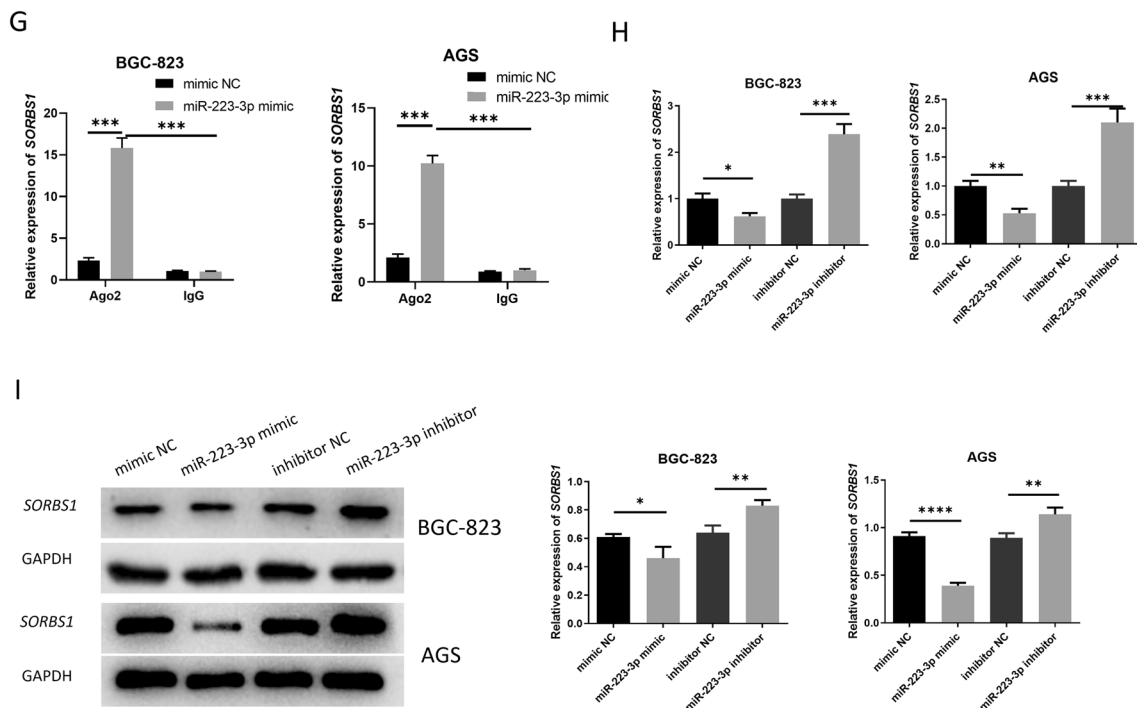 G
BGC-823
mimic NC
miR-223-3p mimic
Relative expression of SORBS1
20
15
10
5
0
***
***
Ago2
IgG
AGS
mimic NC
miR-223-3p mimic
Relative expression of SORBS1
15
10
5
0
***
***
Ago2
IgG
H
BGC-823
Relative expression of SORBS1
3
2
1
0
*
***
mimic NC
miR-223-3p mimic
inhibitor NC
miR-223-3p inhibitor
AGS
Relative expression of SORBS1
2.5
2.0
1.5
1.0
0.5
0.0
**
***
mimic NC
miR-223-3p mimic
inhibitor NC
miR-223-3p inhibitor
I
mimic NC
miR-223-3p mimic
inhibitor NC
miR-223-3p inhibitor
SORBS1
GAPDH
BGC-823
SORBS1
GAPDH
AGS
BGC-823
Relative expression of SORBS1
1.0
0.8
0.6
0.4
0.2
0.0
*
**
mimic NC
miR-223-3p mimic
inhibitor NC
miR-223-3p inhibitor
AGS
Relative expression of SORBS1
1.5
1.0
0.5
0.0
****
**
mimic NC
miR-223-3p mimic
inhibitor NC
miR-223-3p inhibitor